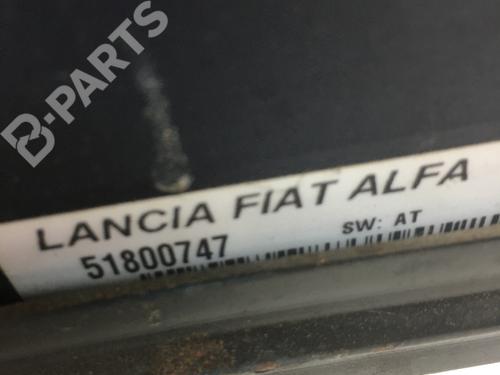 B-PARTS
LANCIA FIAT ALFA
51800747
SW: AT